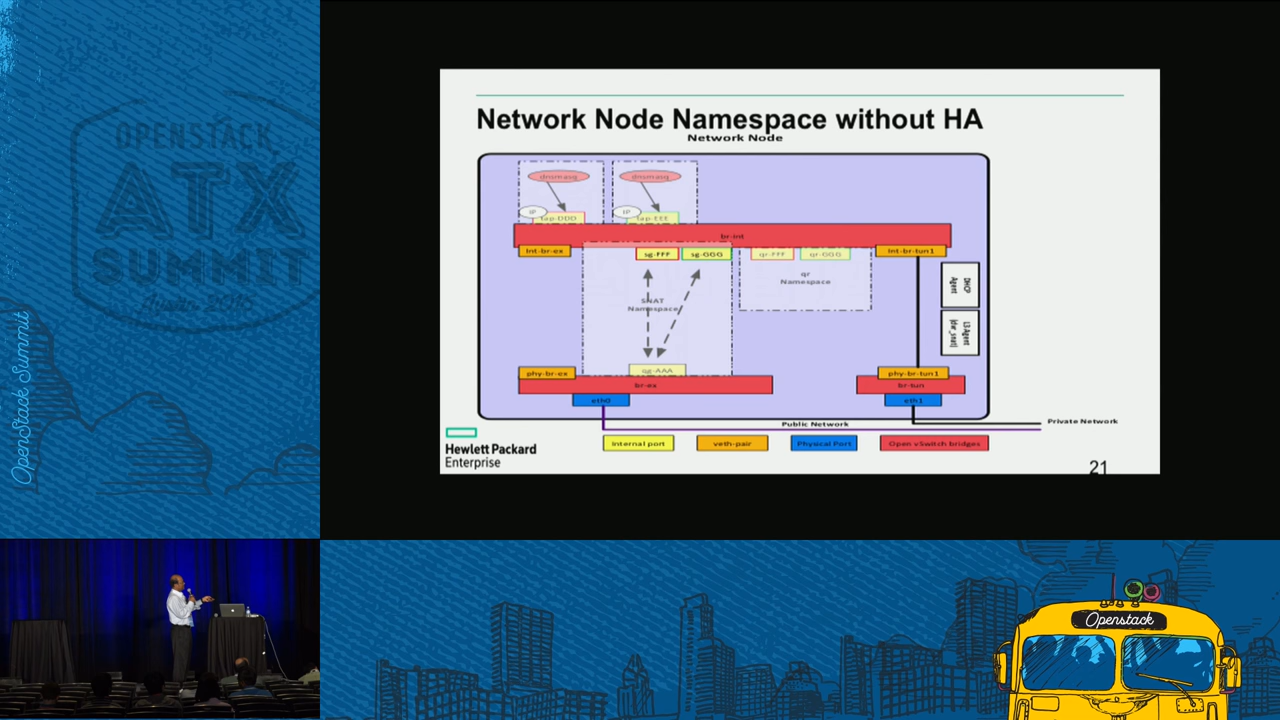 OPENSTACK
ATX
SUMMIT
OpenStack Summit
Network Node Namespace without HA
Network Node
dnsmasq
dnsmasq
IP
tap-DDD
IP
tap-EEE
br-int
Int-br-ex
sg-FFF
sg-GGG
qr-FFF
qr-GGG
Int-br-tun1
qr
Namespace
DHCP
Agent
SNAT
Namespace
L3 Agent
(dvr_snat)
phy-br-ex
qg-AAA
phy-br-tun1
br-ex
br-tun
eth0
eth1
Public Network
Private Network
Internal port
veth-pair
Physical Port
Open vSwitch bridges
Hewlett Packard
Enterprise
21
Openstack